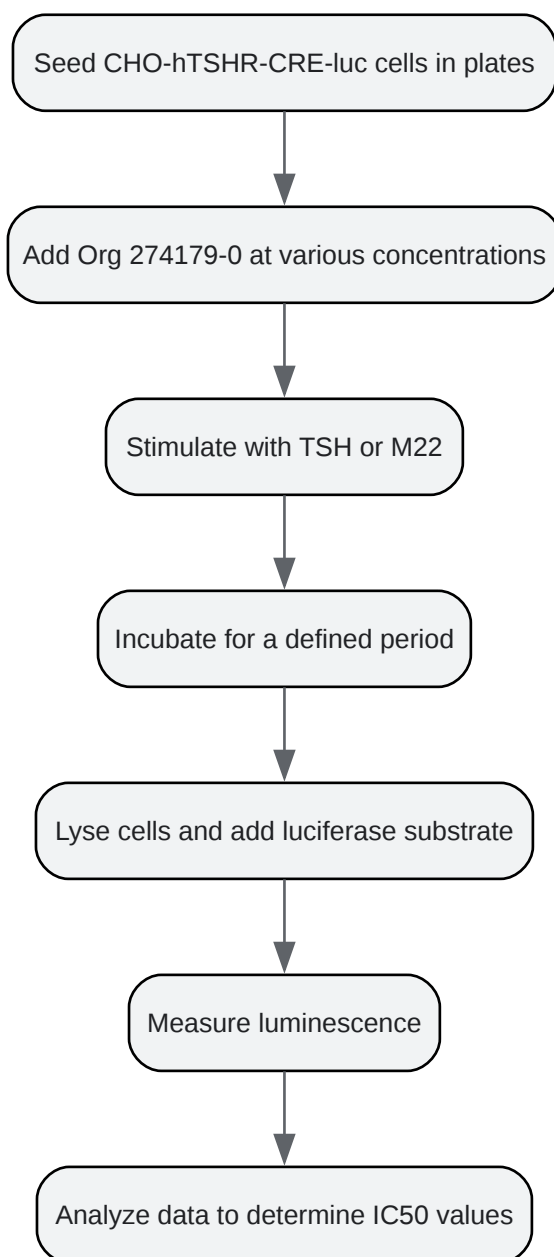 Seed CHO-hTSHR-CRE-luc cells in plates
Add Org 274179-0 at various concentrations
Stimulate with TSH or M22
Incubate for a defined period
Lyse cells and add luciferase substrate
Measure luminescence
Analyze data to determine IC50 values